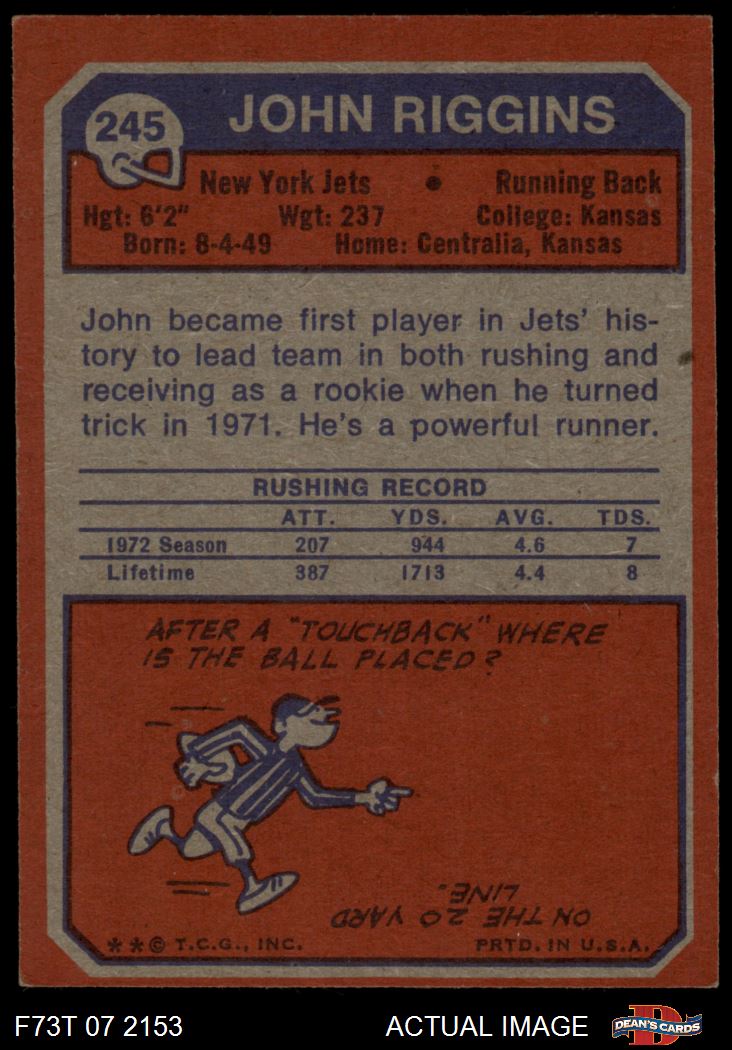 245 JOHN RIGGINS
New York Jets • Running Back
Hgt: 6'2" Wgt: 237 College: Kansas
Born: 8-4-49 Home: Centralia, Kansas
John became first player in Jets' his-
tory to lead team in both rushing and
receiving as a rookie when he turned
trick in 1971. He's a powerful runner.
RUSHING RECORD
ATT. YDS. AVG. TDS.
1972 Season 207 944 4.6 7
Lifetime 387 1713 4.4 8
AFTER A "TOUCHBACK" WHERE
IS THE BALL PLACED?
ON THE 20 YARD
LINE.
**© T.C.G., INC. PRTD. IN U.S.A.
F73T 07 2153 ACTUAL IMAGE D DEAN'S CARDS